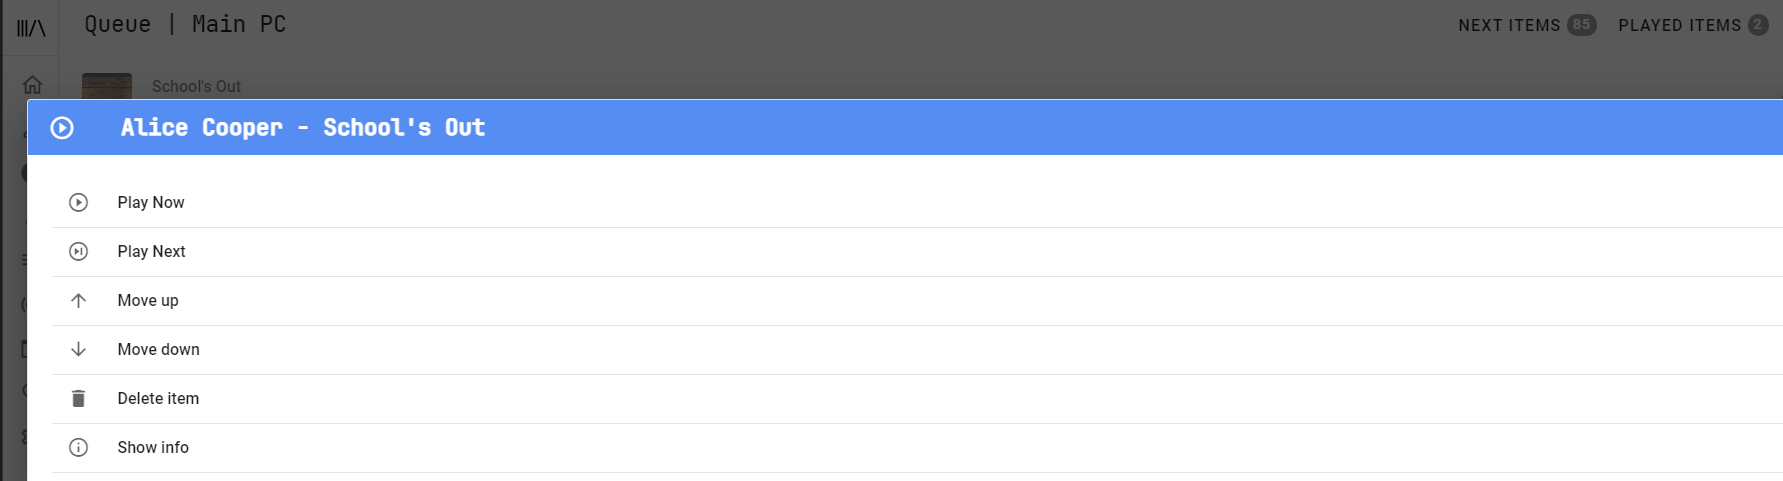 Queue | Main PC
NEXT ITEMS 85 PLAYED ITEMS 2
School's Out
Alice Cooper - School's Out
Play Now
Play Next
Move up
Move down
Delete item
Show info